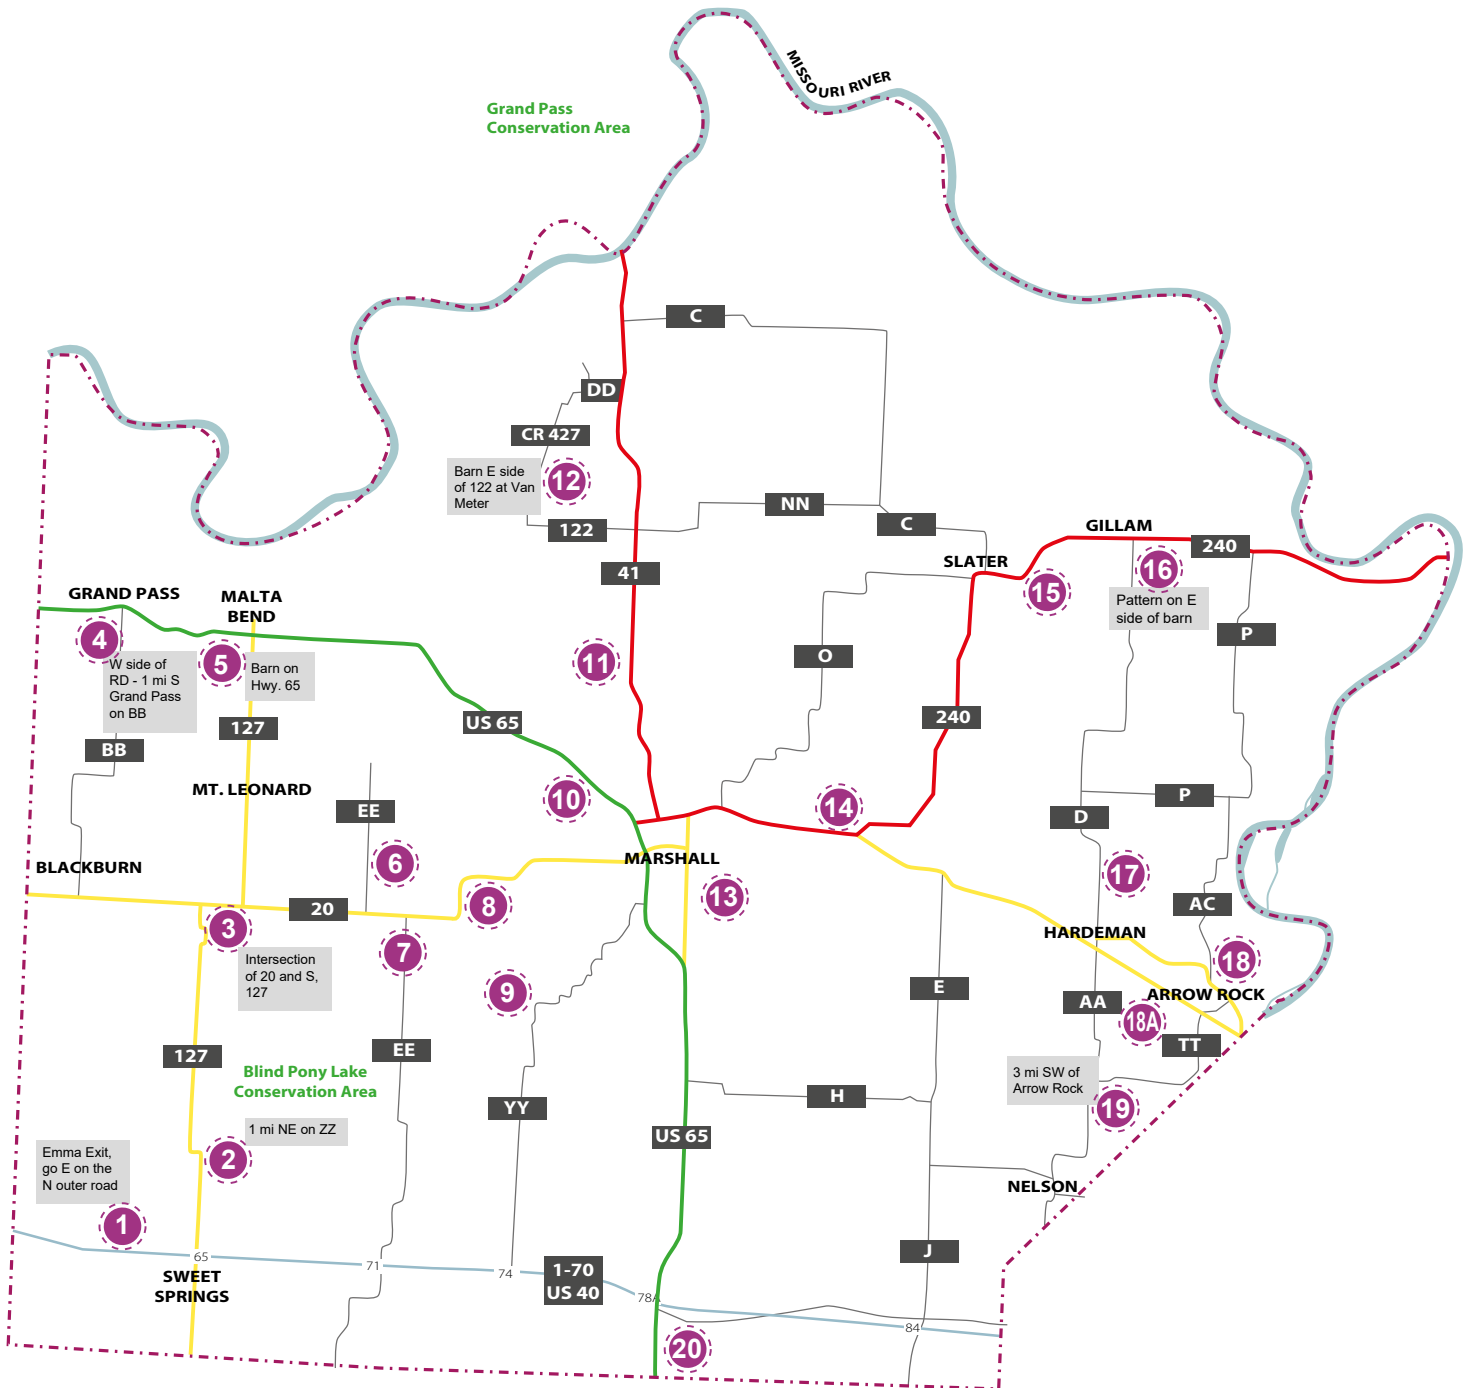 MISSOURI RIVER
Grand Pass
Conservation Area
C
DD
CR 427
Barn E side
of 122 at Van
Meter
12
122
NN
C
GILLAM
240
SLATER
41
15
16
Pattern on E
side of barn
P
GRAND PASS
MALTA
BEND
4
W side of
RD - 1 mi S
Grand Pass
on BB
5
Barn on
Hwy. 65
11
O
127
US 65
240
BB
MT. LEONARD
EE
10
14
P
D
BLACKBURN
6
MARSHALL
17
20
8
13
AC
3
7
HARDEMAN
18
Intersection
of 20 and S,
127
9
E
AA
ARROW ROCK
18A
TT
127
EE
Blind Pony Lake
Conservation Area
3 mi SW of
Arrow Rock
19
YY
H
1 mi NE on ZZ
US 65
Emma Exit,
go E on the
N outer road
2
NELSON
1
65
71
74
1-70
US 40
J
SWEET
SPRINGS
78A
84
20